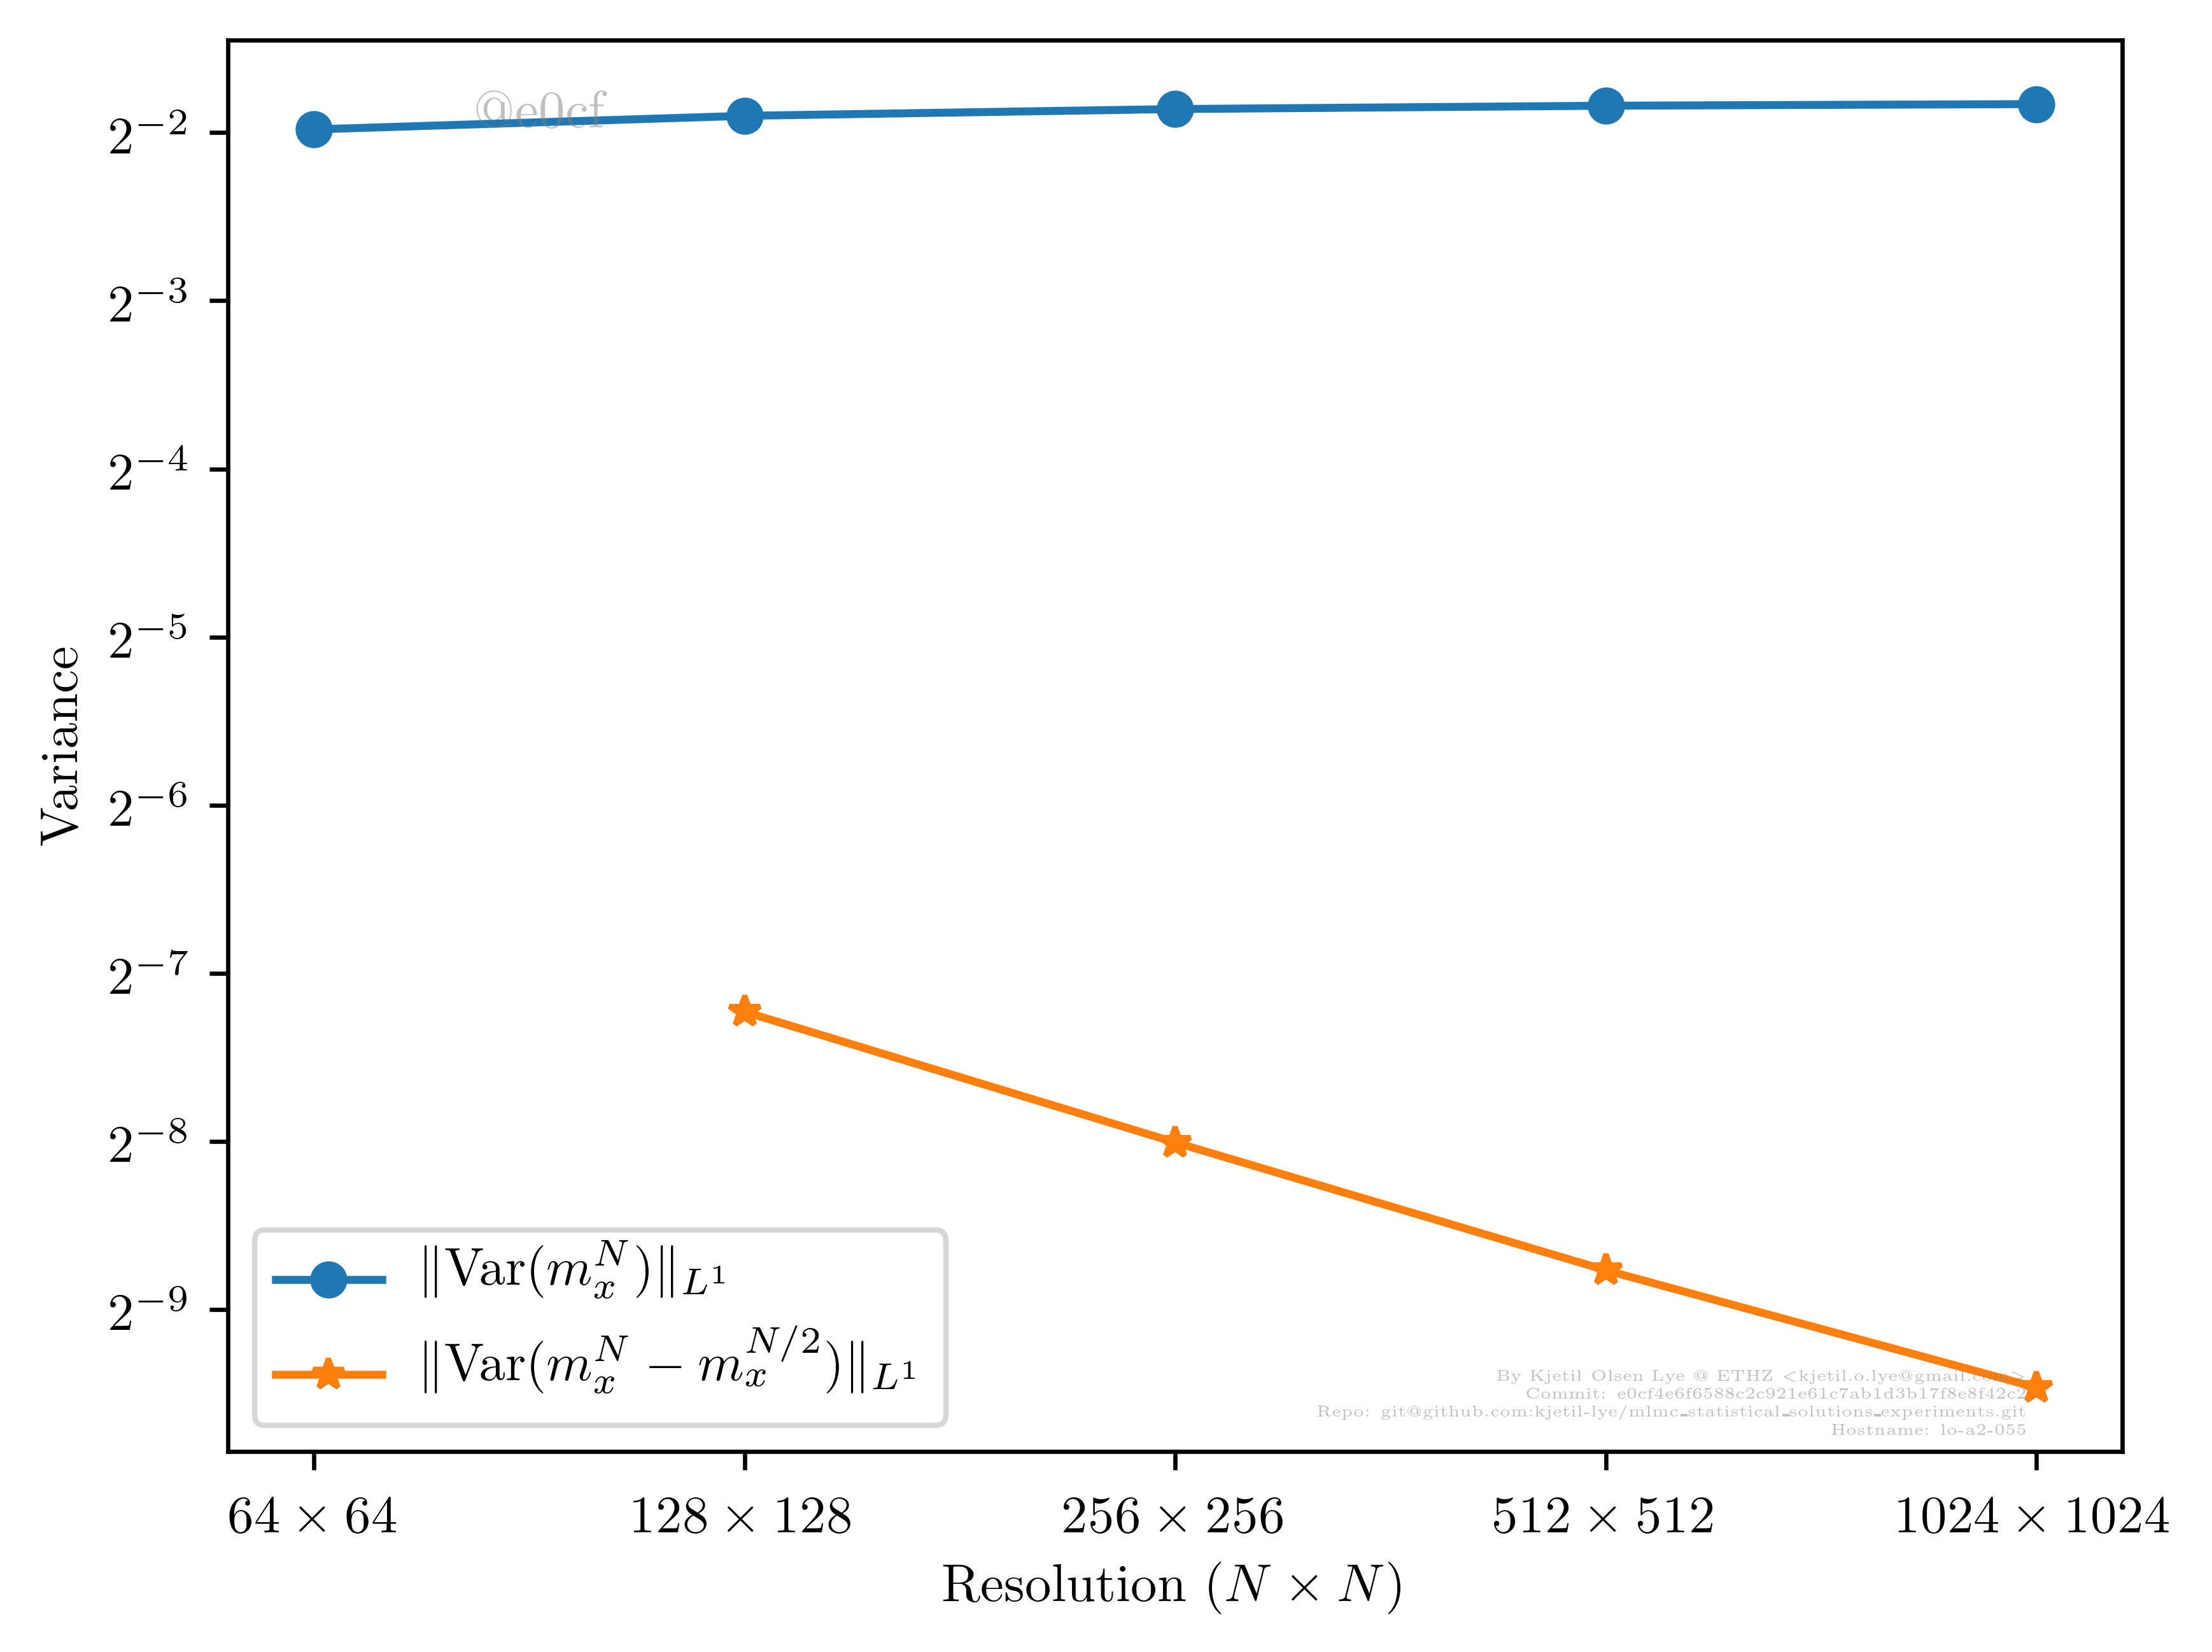 @e0cf
2⁻²
2⁻³
2⁻⁴
2⁻⁵
2⁻⁶
2⁻⁷
2⁻⁸
2⁻⁹
Variance
‖Var(m_x^N)‖_{L^1}
‖Var(m_x^N − m_x^{N/2})‖_{L^1}
By Kjetil Olsen Lye @ ETHZ <kjetil.o.lye@gmail.com>
Commit: e0cf4e6f6588c2c921e61c7ab1d3b17f8e8f42c2
Repo: git@github.com:kjetil-lye/mlmc_statistical_solutions_experiments.git
Hostname: lo-a2-055
64 × 64 128 × 128 256 × 256 512 × 512 1024 × 1024
Resolution (N × N)